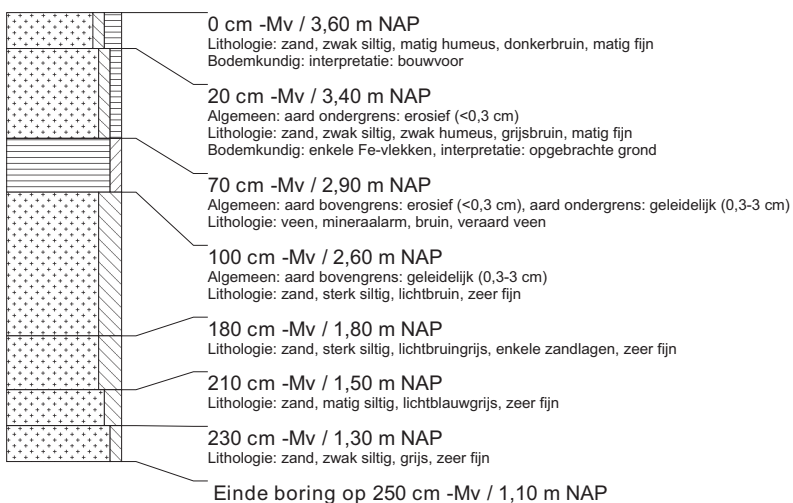 0 cm -Mv / 3,60 m NAP
Lithologie: zand, zwak siltig, matig humeus, donkerbruin, matig fijn
Bodemkundig: interpretatie: bouwvoor
20 cm -Mv / 3,40 m NAP
Algemeen: aard ondergrens: erosief (<0,3 cm)
Lithologie: zand, zwak siltig, zwak humeus, grijsbruin, matig fijn
Bodemkundig: enkele Fe-vlekken, interpretatie: opgebrachte grond
70 cm -Mv / 2,90 m NAP
Algemeen: aard bovengrens: erosief (<0,3 cm), aard ondergrens: geleidelijk (0,3-3 cm)
Lithologie: veen, mineraalarm, bruin, veraard veen
100 cm -Mv / 2,60 m NAP
Algemeen: aard bovengrens: geleidelijk (0,3-3 cm)
Lithologie: zand, sterk siltig, lichtbruin, zeer fijn
180 cm -Mv / 1,80 m NAP
Lithologie: zand, sterk siltig, lichtbruingrijs, enkele zandlagen, zeer fijn
210 cm -Mv / 1,50 m NAP
Lithologie: zand, matig siltig, lichtblauwgrijs, zeer fijn
230 cm -Mv / 1,30 m NAP
Lithologie: zand, zwak siltig, grijs, zeer fijn
Einde boring op 250 cm -Mv / 1,10 m NAP